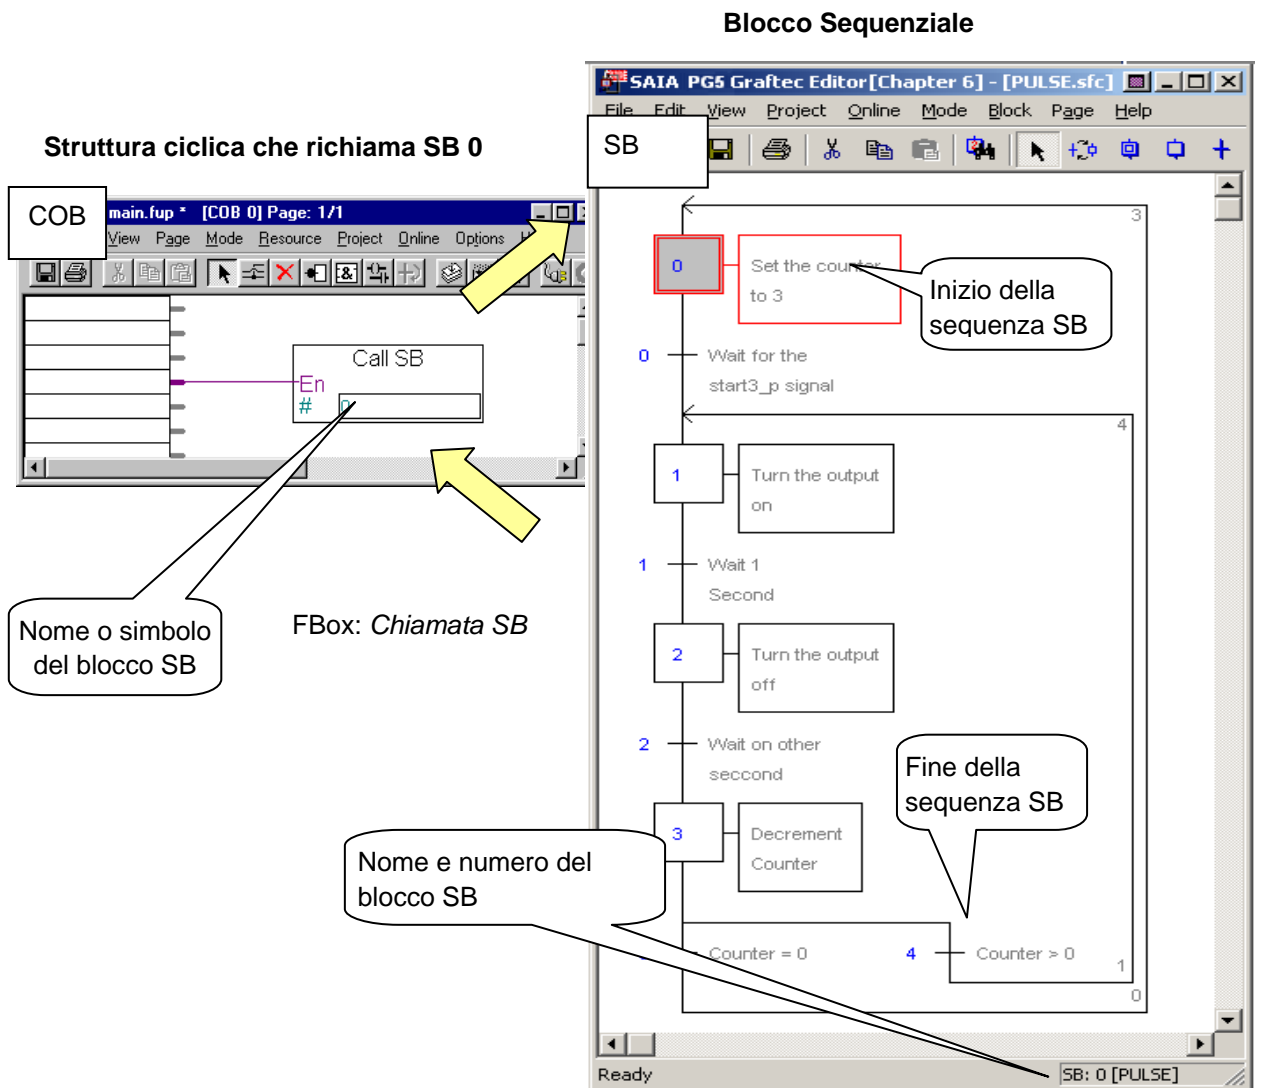 Blocco Sequenziale
Struttura ciclica che richiama SB 0
COB
main.fup * [COB 0] Page: 1/1
View Page Mode Resource Project Online Options
Call SB
En
# 0
Nome o simbolo
del blocco SB
FBox: Chiamata SB
SAIA PG5 Graftec Editor[Chapter 6] - [PULSE.sfc]
File Edit View Project Online Mode Block Page Help
SB
3
0
Set the counter
to 3
Inizio della
sequenza SB
0 Wait for the
start3_p signal
4
1
Turn the output
on
1 Wait 1
Second
2
Turn the output
off
2 Wait on other
seccond
Fine della
sequenza SB
3
Decrement
Counter
Nome e numero del
blocco SB
Counter = 0
4 Counter > 0
1
0
Ready
SB: 0 [PULSE]